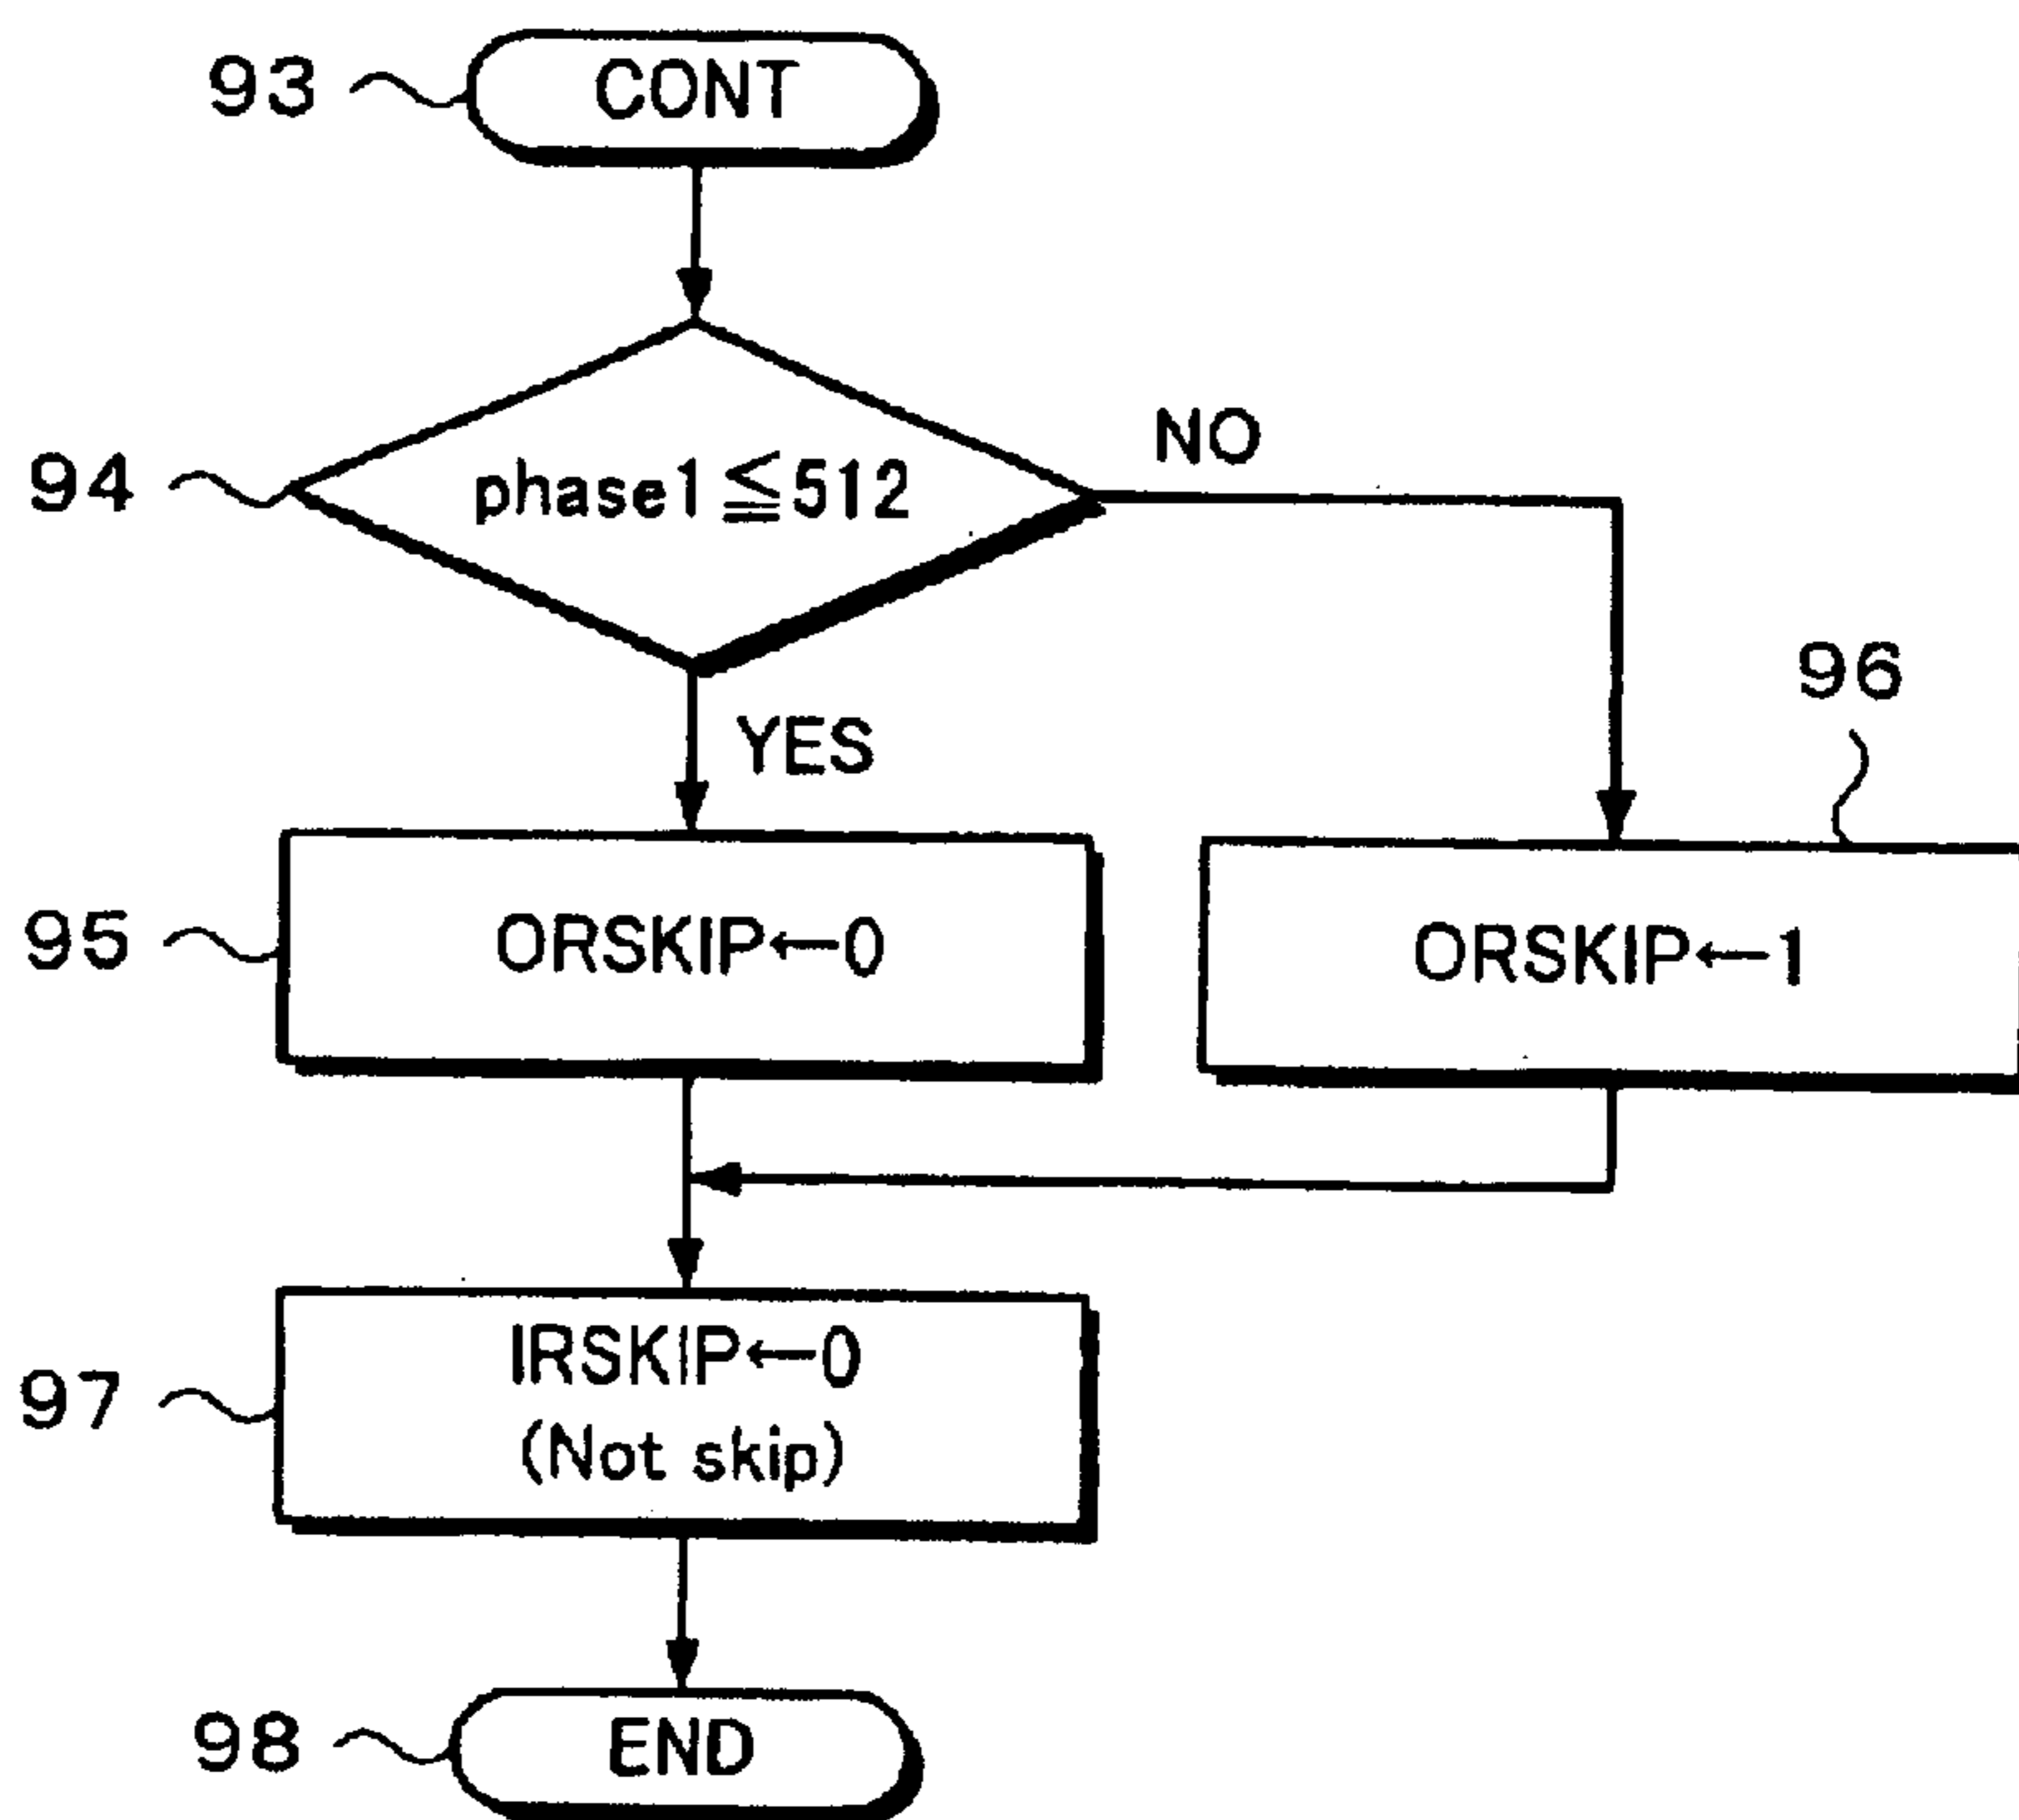 93
CONT
94
phase1≦512
NO
YES
96
95
ORSKIP←0
ORSKIP←1
97
IRSKIP←0
(Not skip)
98
END